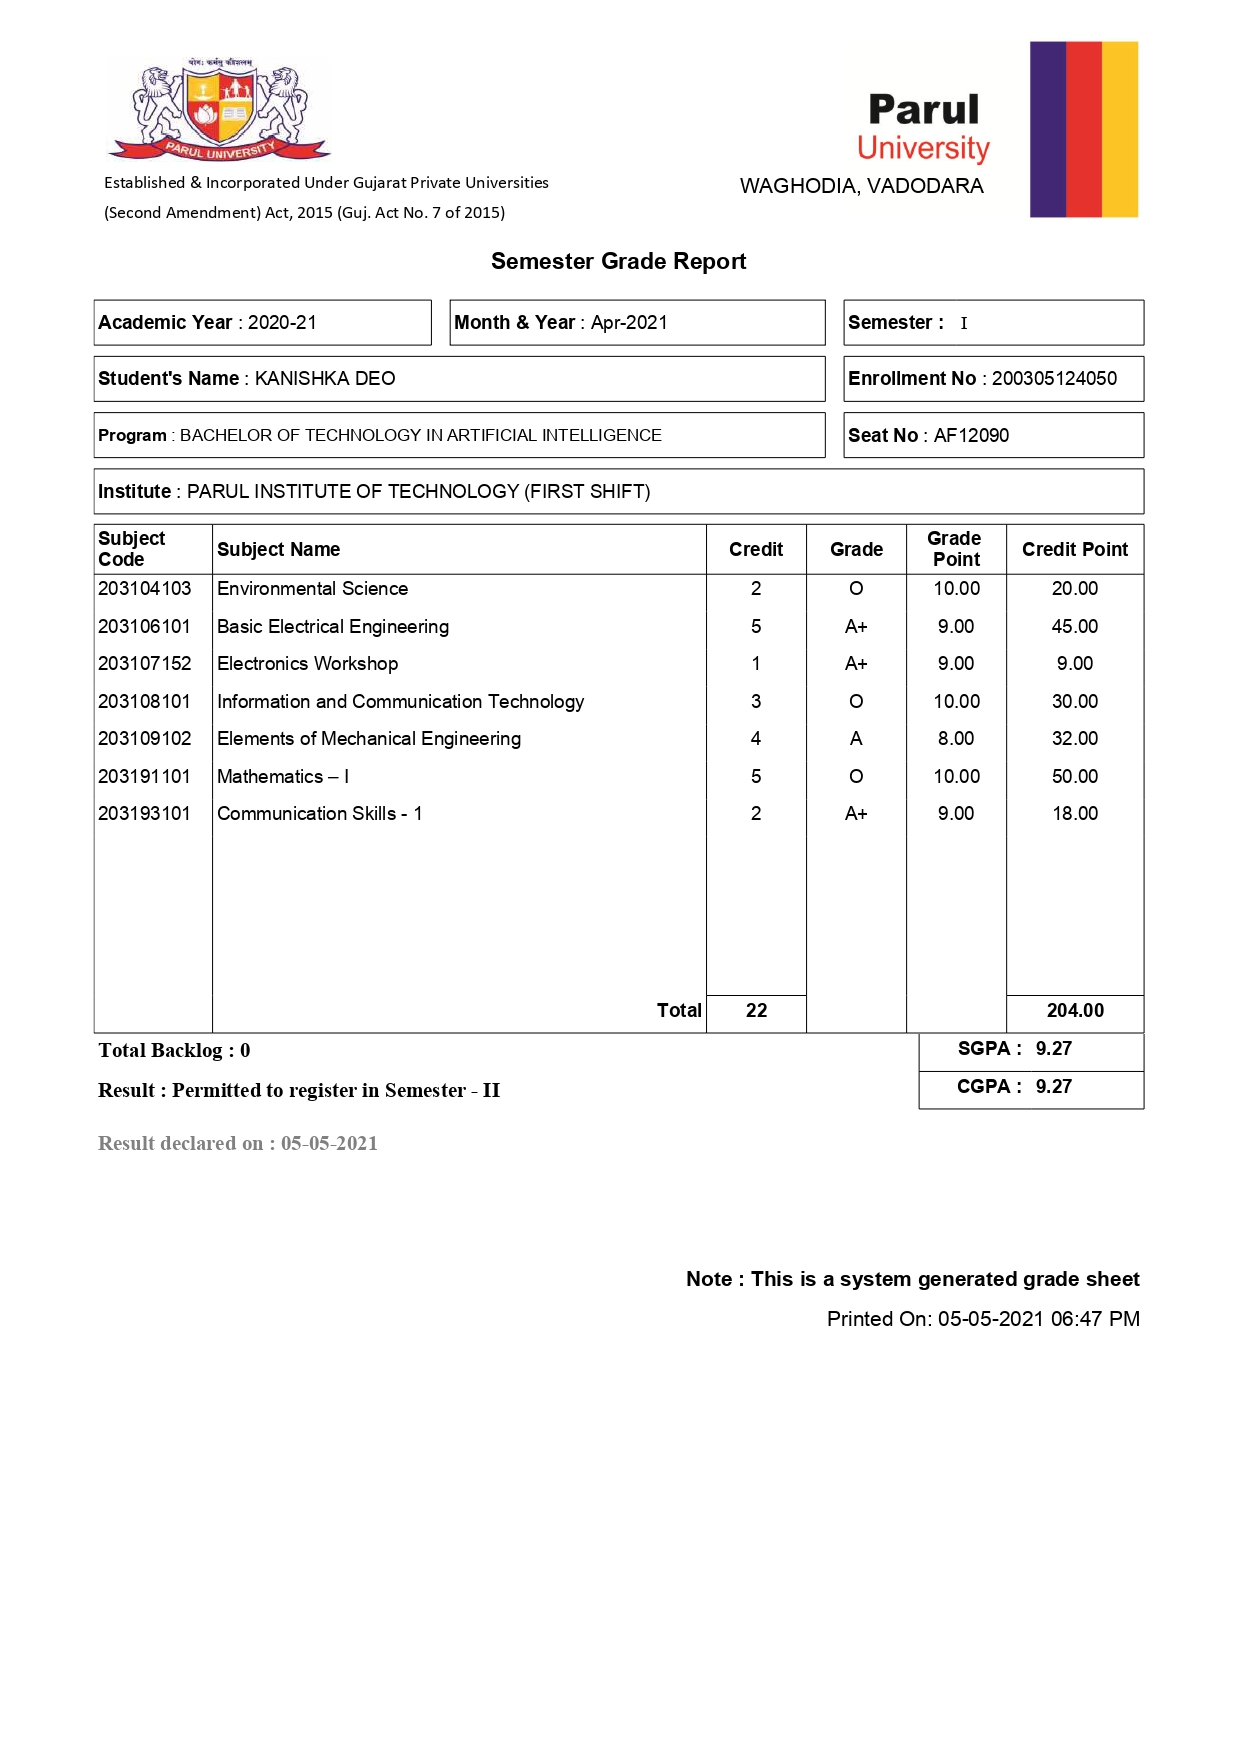 योगः कर्मसु कौशलम्
PARUL UNIVERSITY
Established & Incorporated Under Gujarat Private Universities
(Second Amendment) Act, 2015 (Guj. Act No. 7 of 2015)
Parul
University
WAGHODIA, VADODARA
Semester Grade Report
Academic Year : 2020-21 Month & Year : Apr-2021 Semester : I
Student's Name : KANISHKA DEO Enrollment No : 200305124050
Program : BACHELOR OF TECHNOLOGY IN ARTIFICIAL INTELLIGENCE Seat No : AF12090
Institute : PARUL INSTITUTE OF TECHNOLOGY (FIRST SHIFT)
Subject Code Subject Name Credit Grade Grade Point Credit Point
203104103 Environmental Science 2 O 10.00 20.00
203106101 Basic Electrical Engineering 5 A+ 9.00 45.00
203107152 Electronics Workshop 1 A+ 9.00 9.00
203108101 Information and Communication Technology 3 O 10.00 30.00
203109102 Elements of Mechanical Engineering 4 A 8.00 32.00
203191101 Mathematics – I 5 O 10.00 50.00
203193101 Communication Skills - 1 2 A+ 9.00 18.00
Total 22 204.00
Total Backlog : 0 SGPA : 9.27
Result : Permitted to register in Semester - II CGPA : 9.27
Result declared on : 05-05-2021
Note : This is a system generated grade sheet
Printed On: 05-05-2021 06:47 PM